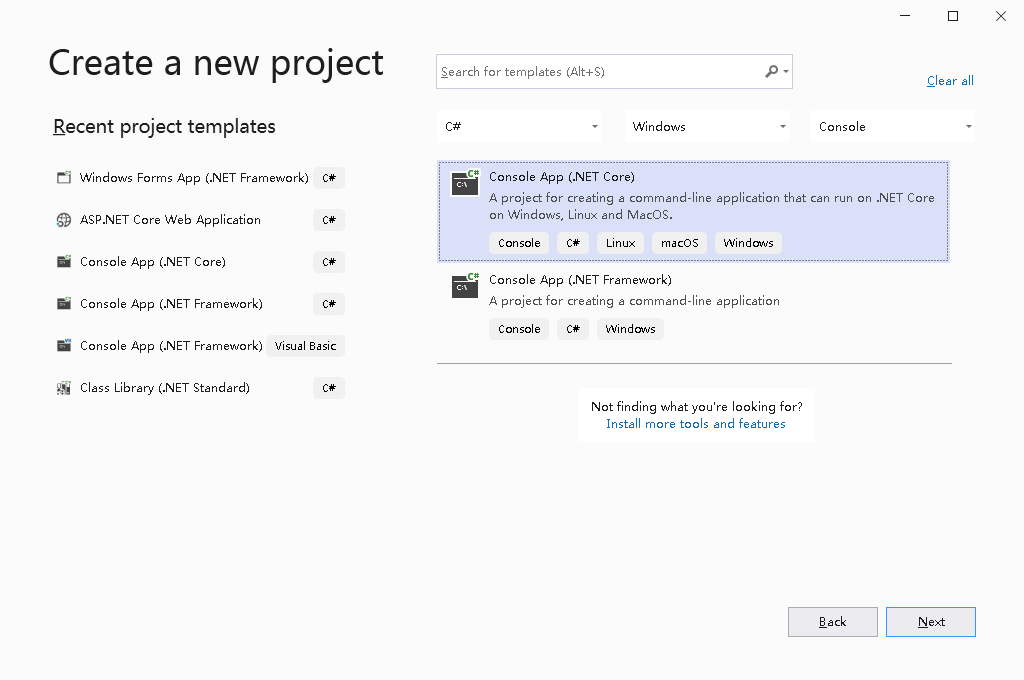 Create a new project
Search for templates (Alt+S)
Clear all
Recent project templates
C#
Windows
Console
Windows Forms App (.NET Framework) C#
ASP.NET Core Web Application C#
Console App (.NET Core) C#
Console App (.NET Framework) C#
Console App (.NET Framework) Visual Basic
Class Library (.NET Standard) C#
C#
C:\
Console App (.NET Core)
A project for creating a command-line application that can run on .NET Core
on Windows, Linux and MacOS.
Console C# Linux macOS Windows
C#
C:\
Console App (.NET Framework)
A project for creating a command-line application
Console C# Windows
Not finding what you're looking for?
Install more tools and features
Back
Next